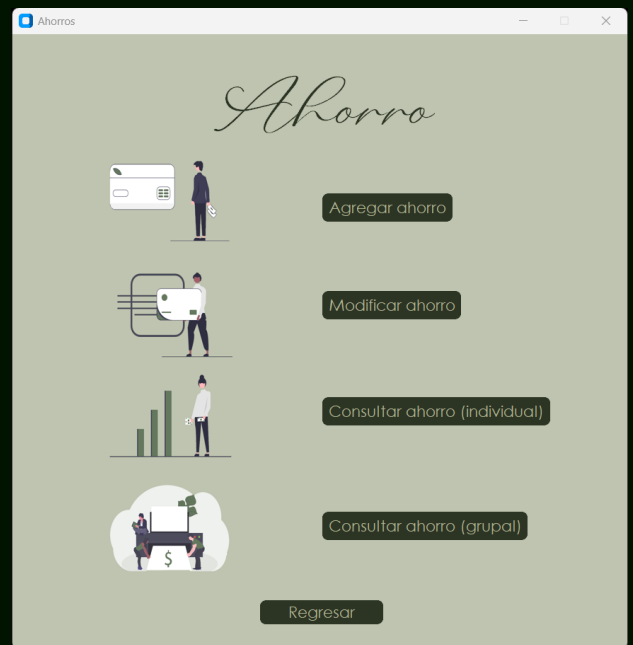 Ahorros
Ahorro
Agregar ahorro
Modificar ahorro
Consultar ahorro (individual)
Consultar ahorro (grupal)
$
Regresar